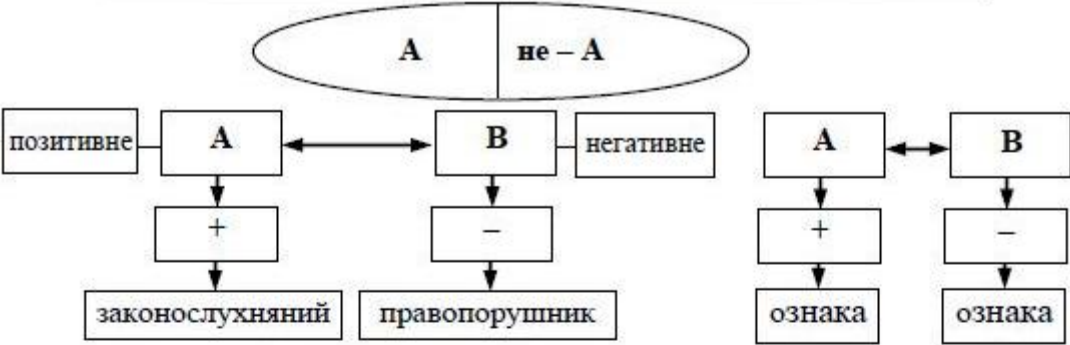 А не – А
позитивне А В негативне А В
+ – + –
законослухняний правопорушник ознака ознака